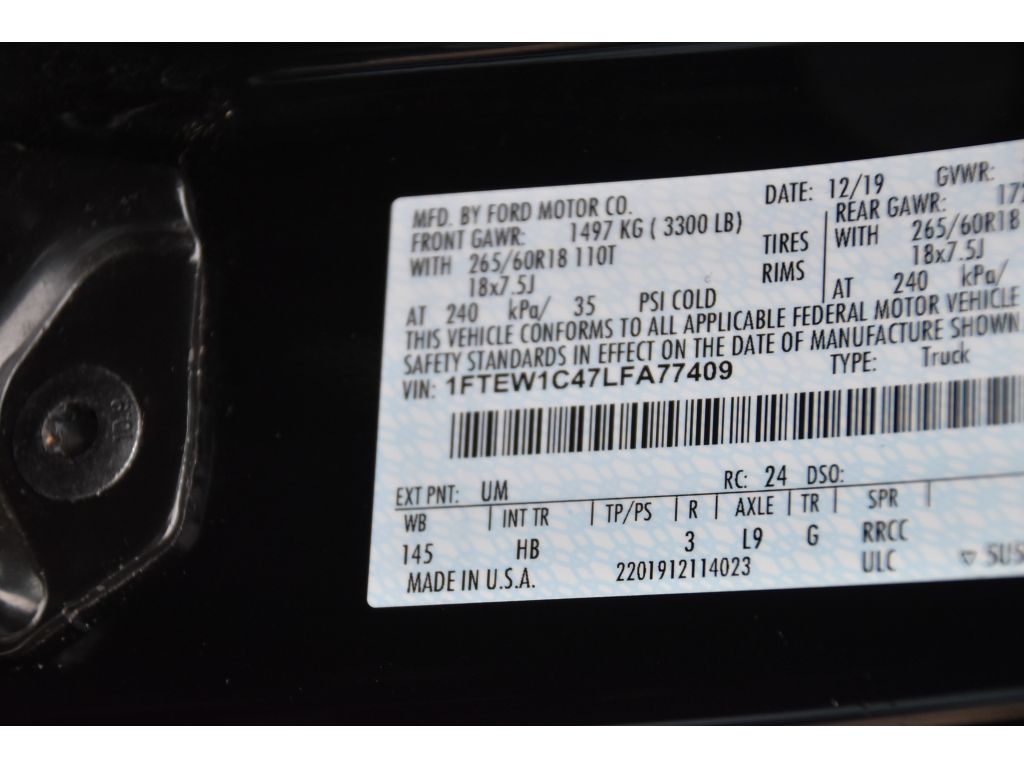 MFD. BY FORD MOTOR CO. DATE: 12/19 GVWR:
FRONT GAWR: 1497 KG ( 3300 LB) REAR GAWR:
WITH 265/60R18 110T TIRES WITH 265/60R18
18x7.5J RIMS 18x7.5J
AT 240 kPa/ 35 PSI COLD AT 240 kPa/
THIS VEHICLE CONFORMS TO ALL APPLICABLE FEDERAL MOTOR VEHICLE
SAFETY STANDARDS IN EFFECT ON THE DATE OF MANUFACTURE SHOWN
VIN: 1FTEW1C47LFA77409 TYPE: Truck
EXT PNT: UM RC: 24 DSO:
WB | INT TR | TP/PS | R | AXLE | TR | SPR |
145 HB 3 L9 G RRCC
MADE IN U.S.A. 2201912114023 ULC